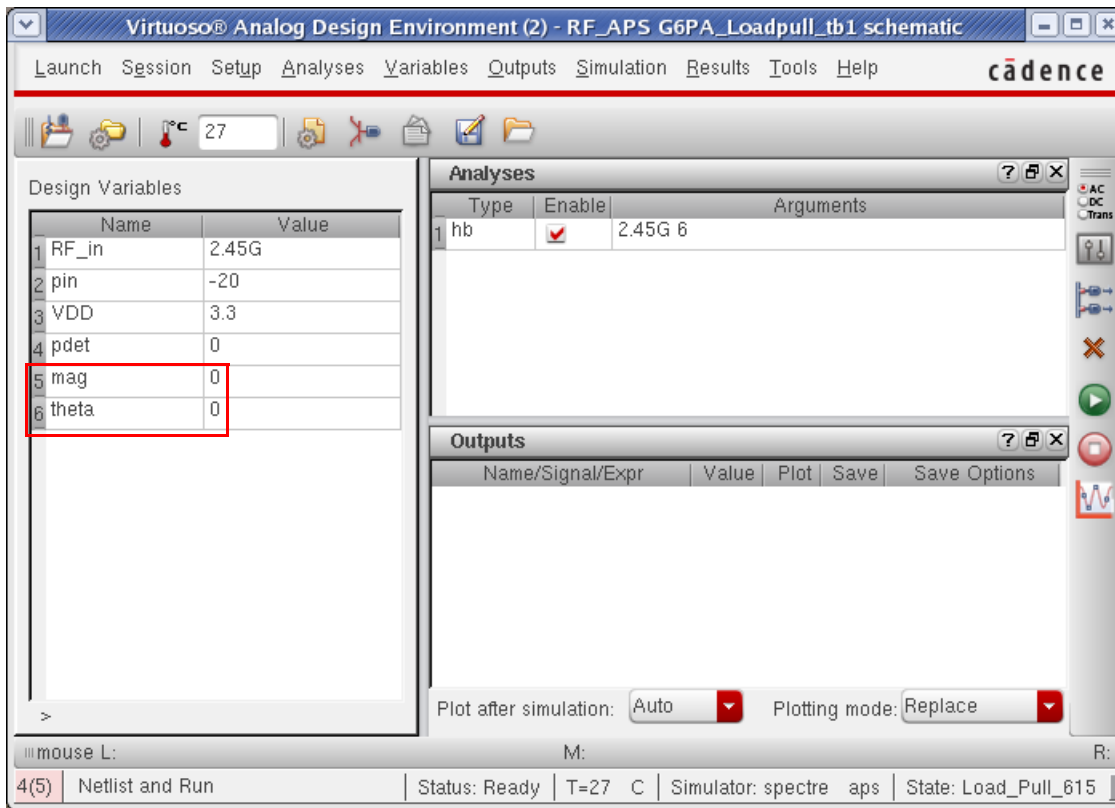 Virtuoso® Analog Design Environment (2) - RF_APS G6PA_Loadpull_tb1 schematic
Launch Session Setup Analyses Variables Outputs Simulation Results Tools Help cādence
°C 27
Design Variables
Name Value
1 RF_in 2.45G
2 pin -20
3 VDD 3.3
4 pdet 0
5 mag 0
6 theta 0
>
Analyses ?
Type Enable Arguments
1 hb 2.45G 6
AC
DC
Trans
Outputs ?
Name/Signal/Expr Value Plot Save Save Options
Plot after simulation: Auto Plotting mode: Replace
mouse L: M: R:
4(5) Netlist and Run Status: Ready T=27 C Simulator: spectre aps State: Load_Pull_615